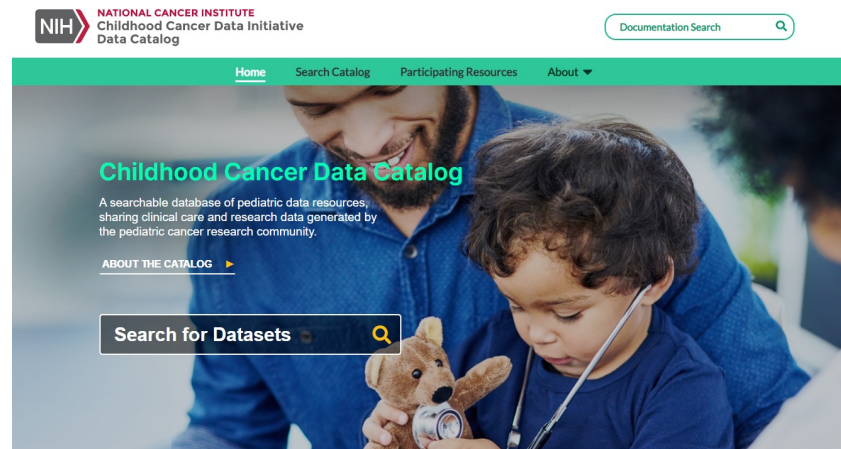 NIH
NATIONAL CANCER INSTITUTE
Childhood Cancer Data Initiative
Data Catalog
Documentation Search
Home Search Catalog Participating Resources About
Childhood Cancer Data Catalog
A searchable database of pediatric data resources,
sharing clinical care and research data generated by
the pediatric cancer research community.
ABOUT THE CATALOG
Search for Datasets